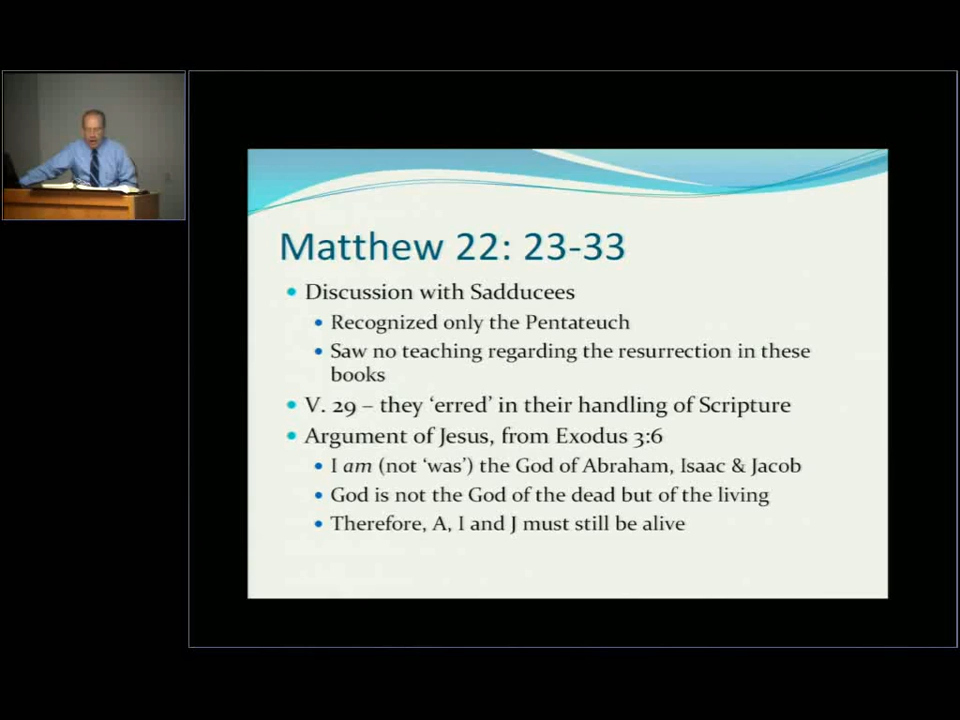 Matthew 22: 23-33
• Discussion with Sadducees
• Recognized only the Pentateuch
• Saw no teaching regarding the resurrection in these
books
• V. 29 – they ‘erred’ in their handling of Scripture
• Argument of Jesus, from Exodus 3:6
• I am (not ‘was’) the God of Abraham, Isaac & Jacob
• God is not the God of the dead but of the living
• Therefore, A, I and J must still be alive